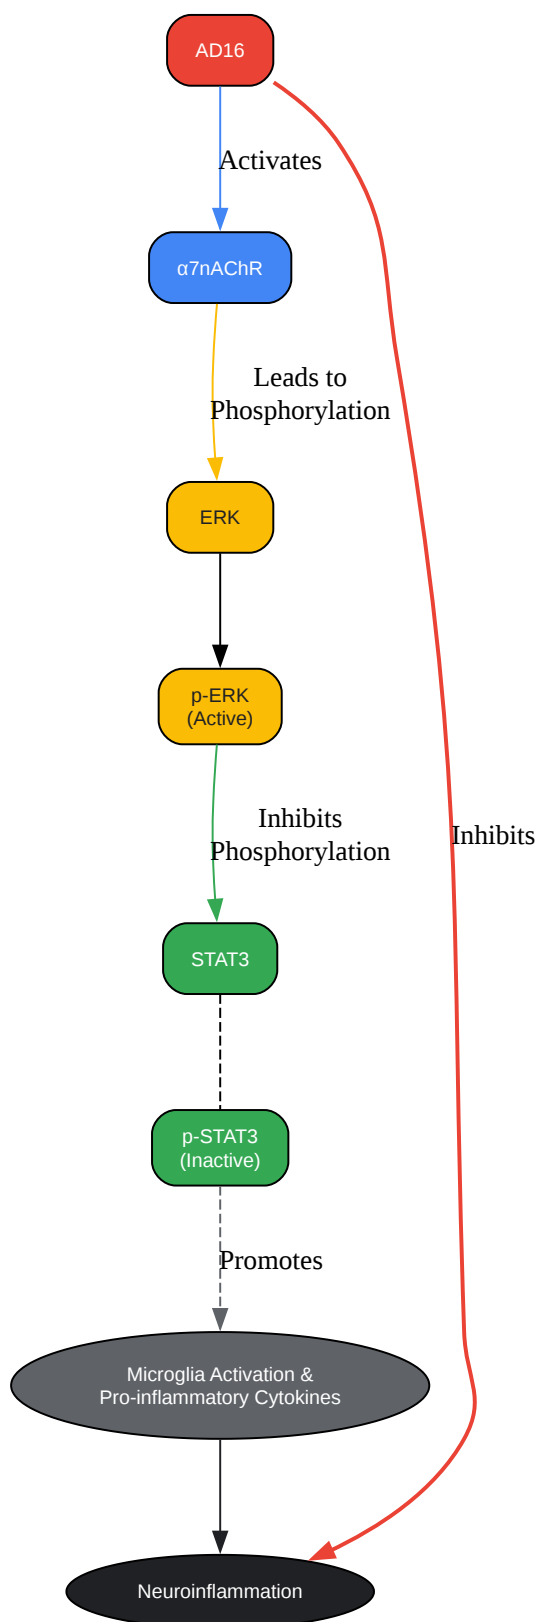 AD16
Activates
α7nAChR
Leads to
Phosphorylation
ERK
p-ERK
(Active)
Inhibits
Phosphorylation
Inhibits
STAT3
p-STAT3
(Inactive)
Promotes
Microglia Activation &
Pro-inflammatory Cytokines
Neuroinflammation